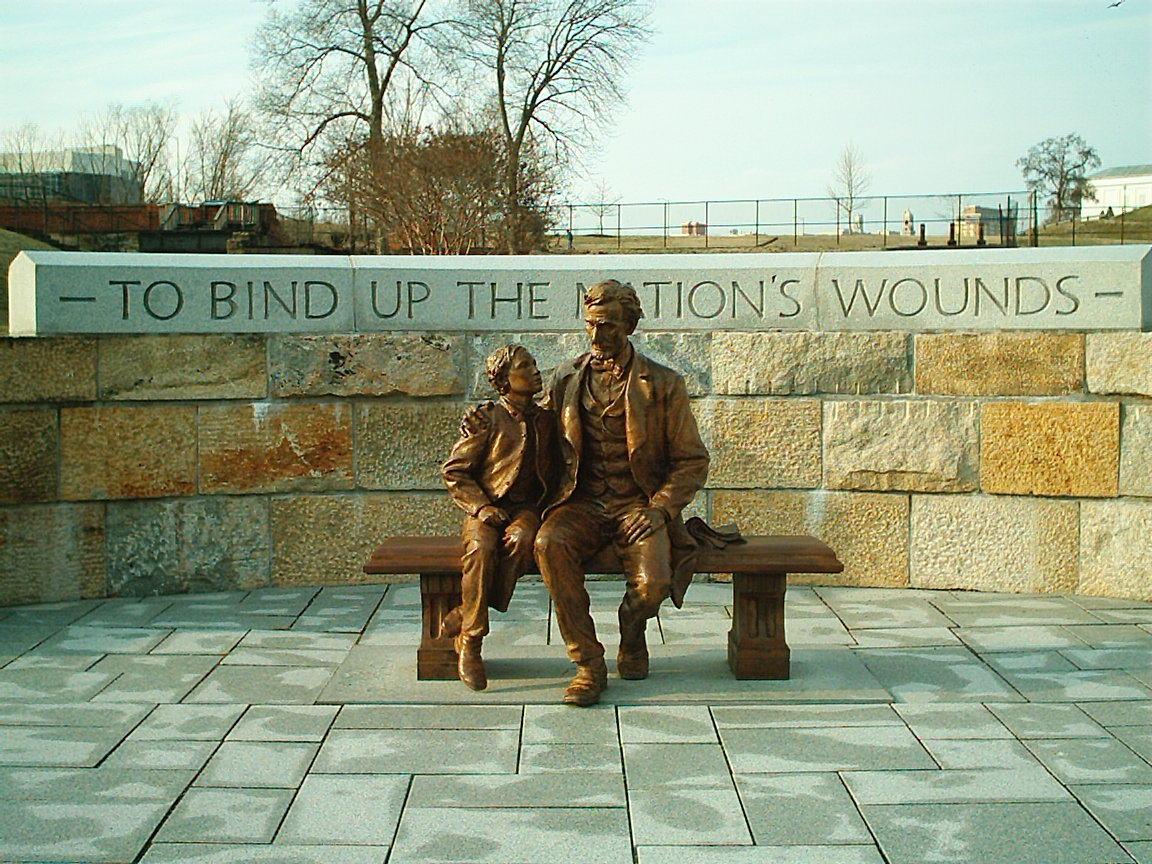 – TO BIND UP THE NATION'S WOUNDS –